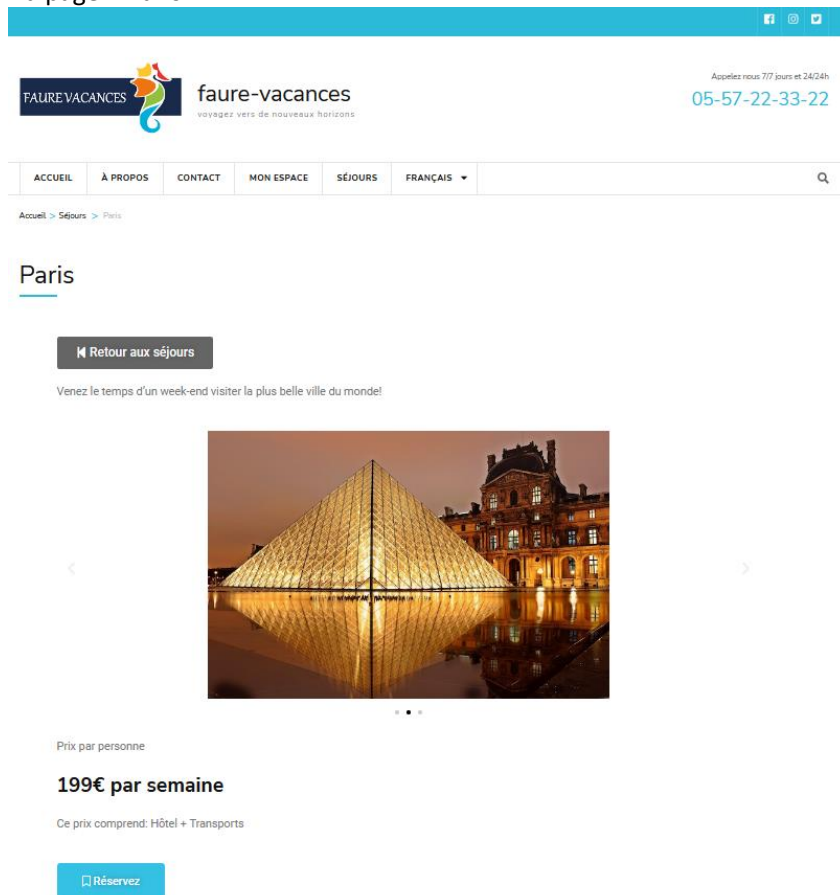 FAURE VACANCES
faure-vacances
voyagez vers de nouveaux horizons
Appelez nous 7/7 jours et 24/24h
05-57-22-33-22
ACCUEIL À PROPOS CONTACT MON ESPACE SÉJOURS FRANÇAIS
Accueil > Séjours > Paris
Paris
Retour aux séjours
Venez le temps d'un week-end visiter la plus belle ville du monde!
Prix par personne
199€ par semaine
Ce prix comprend: Hôtel + Transports
Réservez